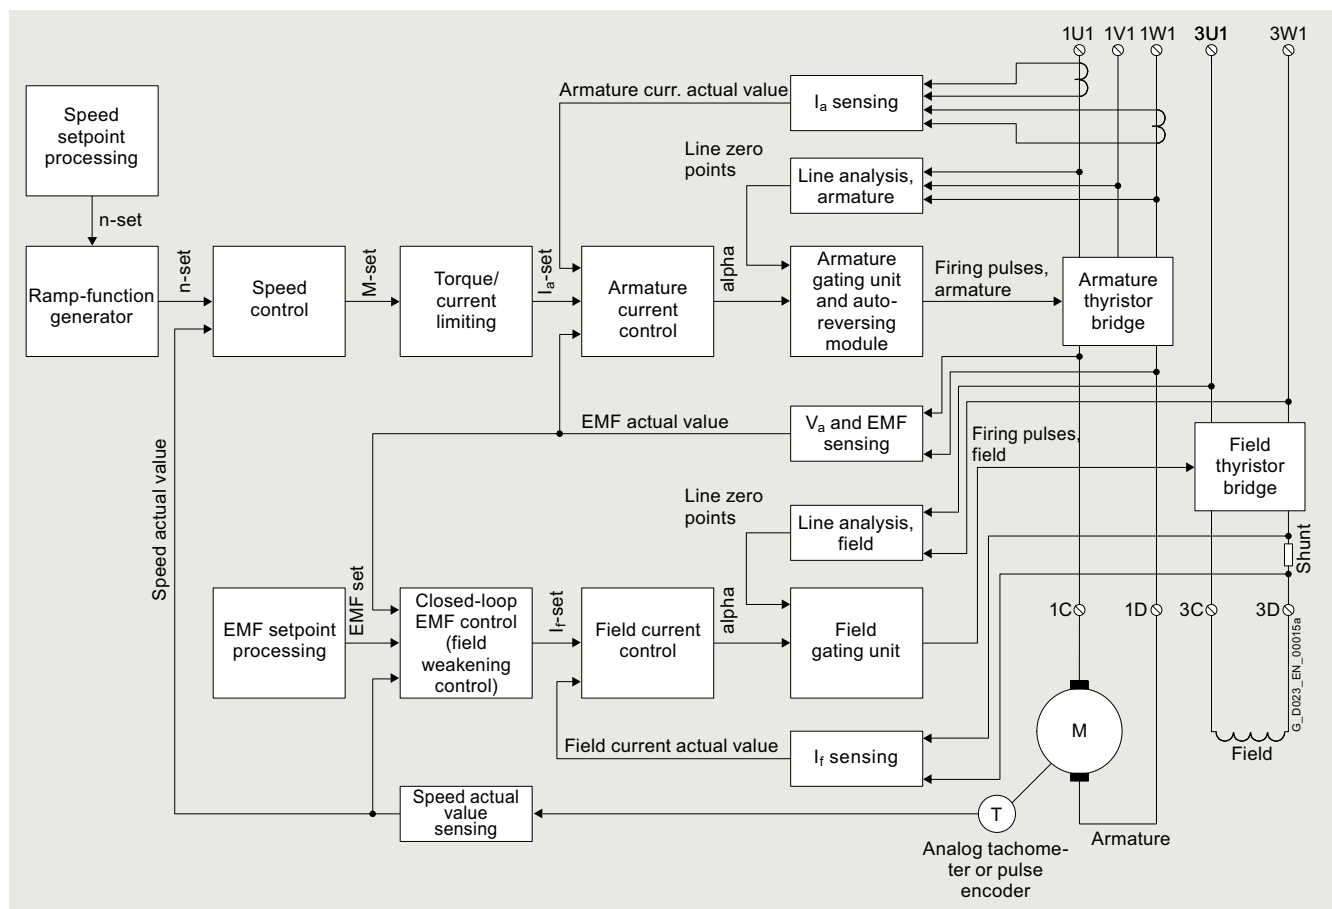 1U1
1V1
1W1
3U1
3W1
Speed
setpoint
processing
Armature curr. actual value
Ia sensing
Line zero
points
Line analysis,
armature
n-set
Ramp-function
generator
n-set
Speed
control
M-set
Torque/
current
limiting
Ia-set
Armature
current
control
alpha
Armature
gating unit
and auto-
reversing
module
Firing pulses,
armature
Armature
thyristor
bridge
EMF actual value
Va and EMF
sensing
Firing pulses,
field
Field
thyristor
bridge
Speed actual value
Line zero
points
Line analysis,
field
Shunt
EMF setpoint
processing
EMF set
Closed-loop
EMF control
(field
weakening
control)
If-set
Field current
control
alpha
Field
gating unit
1C
1D
3C
3D
G_D023_EN_00015a
Field current actual value
If sensing
M
Field
Speed actual
value
sensing
T
Armature
Analog tachome-
ter or pulse
encoder